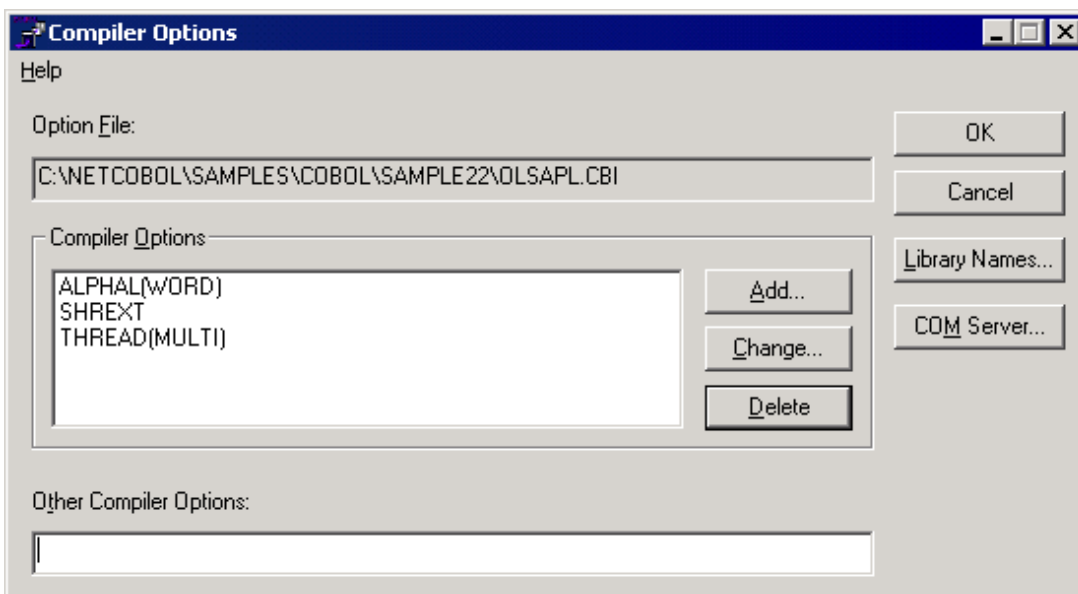 Compiler Options
Help
Option File:
C:\NETCOBOL\SAMPLES\COBOL\SAMPLE22\OLSAPL.CBI
Compiler Options
ALPHAL(WORD)
SHREXT
THREAD(MULTI)
Add...
Change...
Delete
Other Compiler Options:
OK
Cancel
Library Names...
COM Server...